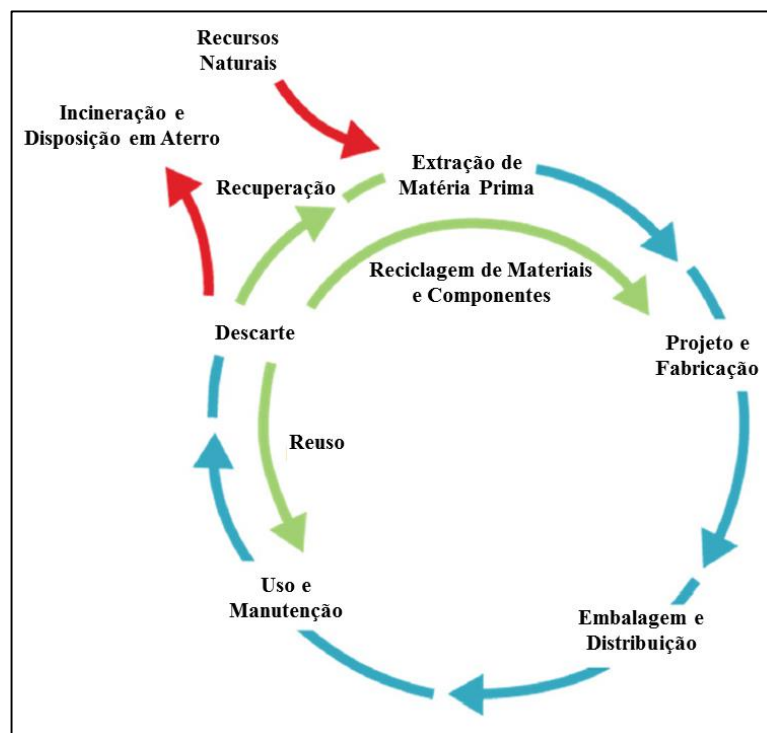 Recursos
Naturais
Incineração e
Disposição em Aterro
Recuperação
Extração de
Matéria Prima
Reciclagem de Materiais
e Componentes
Descarte
Projeto e
Fabricação
Reuso
Uso e
Manutenção
Embalagem e
Distribuição